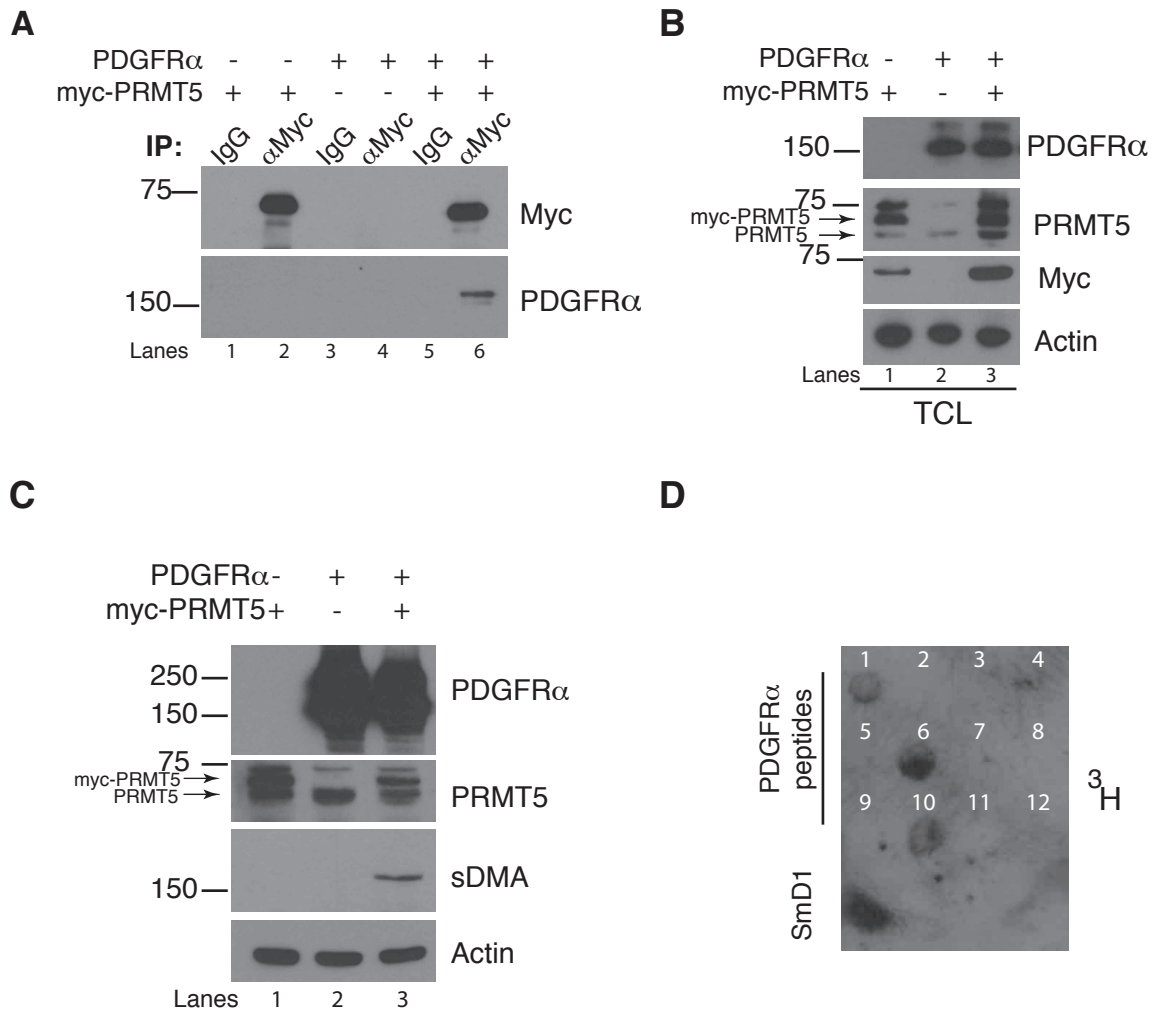 A
PDGFRα - - + + + +
myc-PRMT5 + + - - + +
IP: IgG αMyc IgG αMyc IgG αMyc
75
Myc
150
PDGFRα
Lanes 1 2 3 4 5 6
B
PDGFRα - + +
myc-PRMT5 + - +
150
PDGFRα
75
myc-PRMT5
PRMT5
PRMT5
75
Myc
Actin
Lanes 1 2 3
TCL
C
PDGFRα - + +
myc-PRMT5 + - +
250
150
PDGFRα
75
myc-PRMT5
PRMT5
PRMT5
150
sDMA
Actin
Lanes 1 2 3
D
PDGFRα
peptides
SmD1
1 2 3 4
5 6 7 8
9 10 11 12
³H